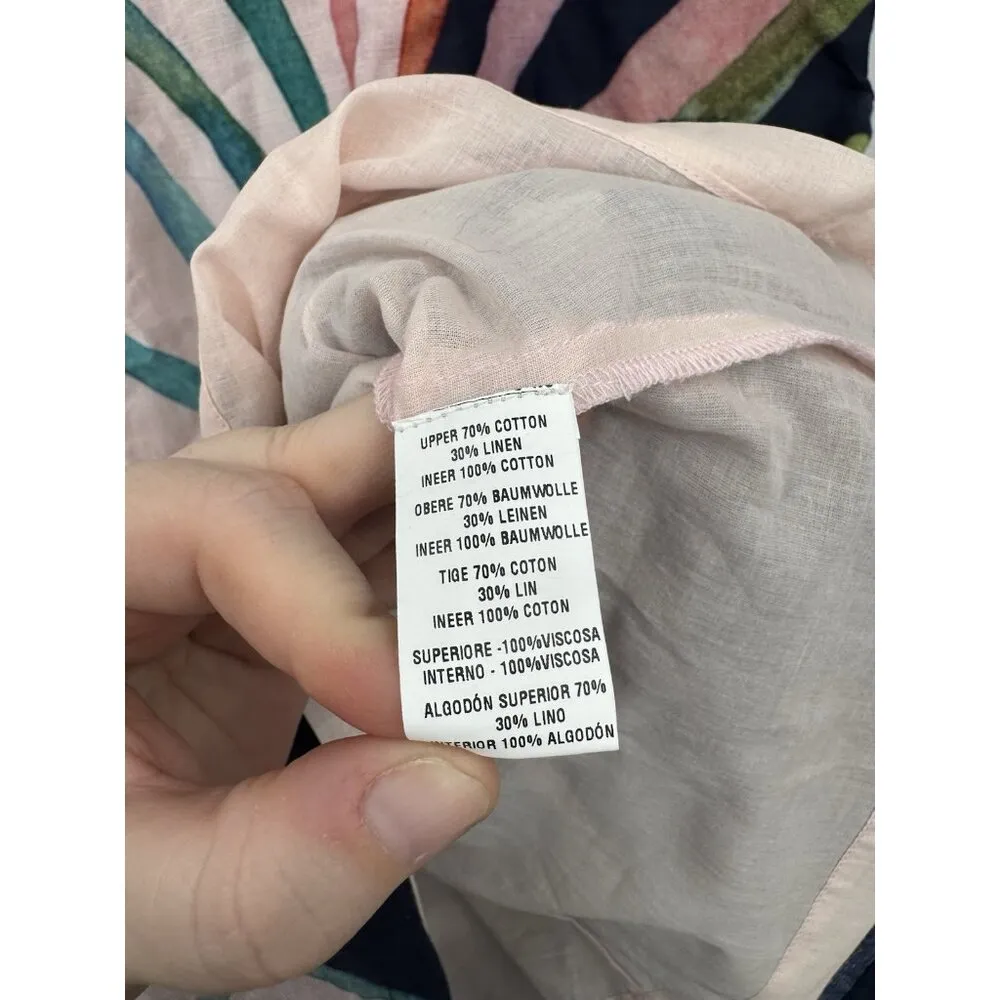 UPPER 70% COTTON
30% LINEN
INEER 100% COTTON
OBERE 70% BAUMWOLLE
30% LEINEN
INEER 100% BAUMWOLLE
TIGE 70% COTON
30% LIN
INEER 100% COTON
SUPERIORE -100%VISCOSA
INTERNO - 100%VISCOSA
ALGODÓN SUPERIOR 70%
30% LINO
100% ALGODÓN